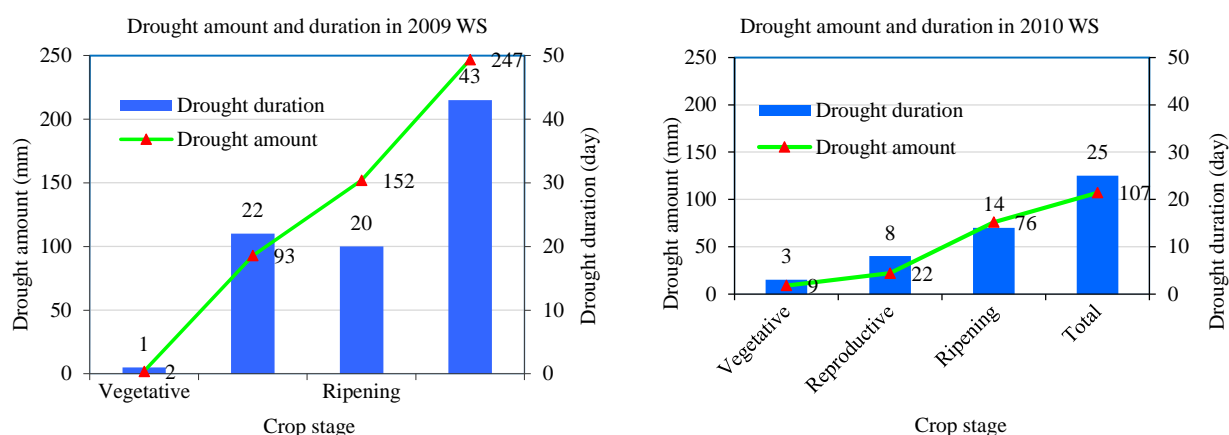 Drought amount and duration in 2009 WS
250
200
150
100
50
0
Drought amount (mm)
50
40
30
20
10
0
Drought duration (day)
Drought duration
Drought amount
1
22
20
43
2
93
152
247
Vegetative
Ripening
Crop stage
Drought amount and duration in 2010 WS
250
200
150
100
50
0
Drought amount (mm)
50
40
30
20
10
0
Drought duration (day)
Drought duration
Drought amount
3
8
14
25
9
22
76
107
Vegetative
Reproductive
Ripening
Total
Crop stage